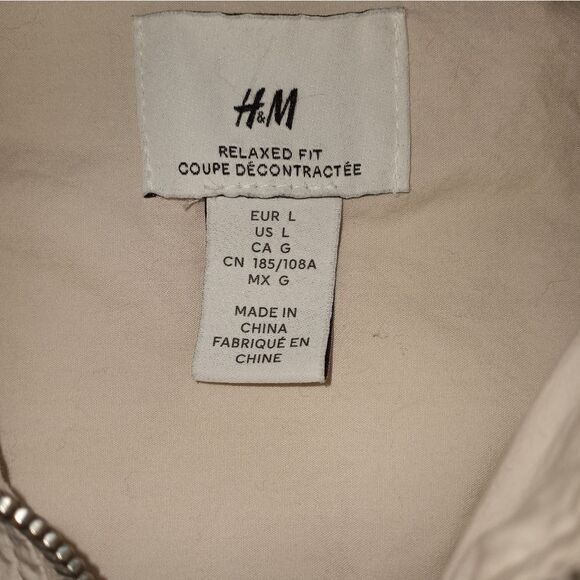 H&M
RELAXED FIT
COUPE DÉCONTRACTÉE
EUR L
US L
CA G
CN 185/108A
MX G
MADE IN
CHINA
FABRIQUÉ EN
CHINE